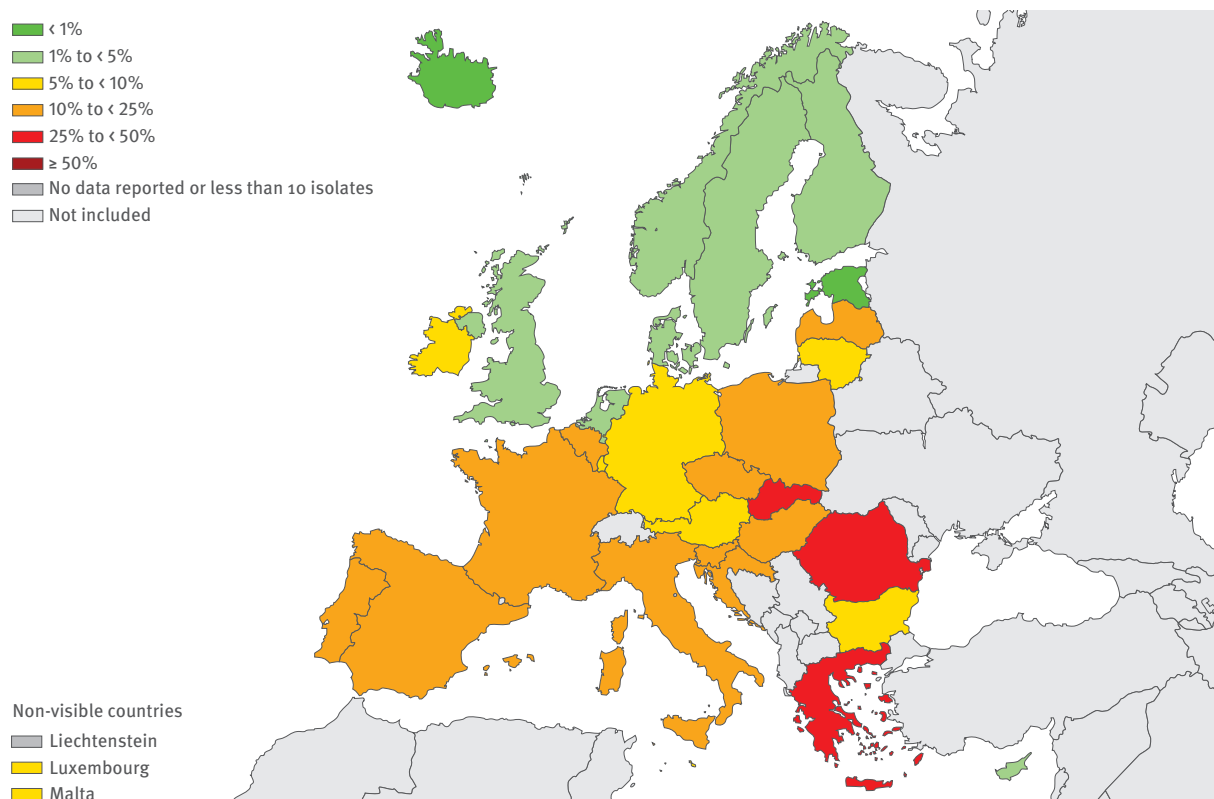 < 1%
1% to < 5%
5% to < 10%
10% to < 25%
25% to < 50%
≥ 50%
No data reported or less than 10 isolates
Not included
Non-visible countries
Liechtenstein
Luxembourg
Malta